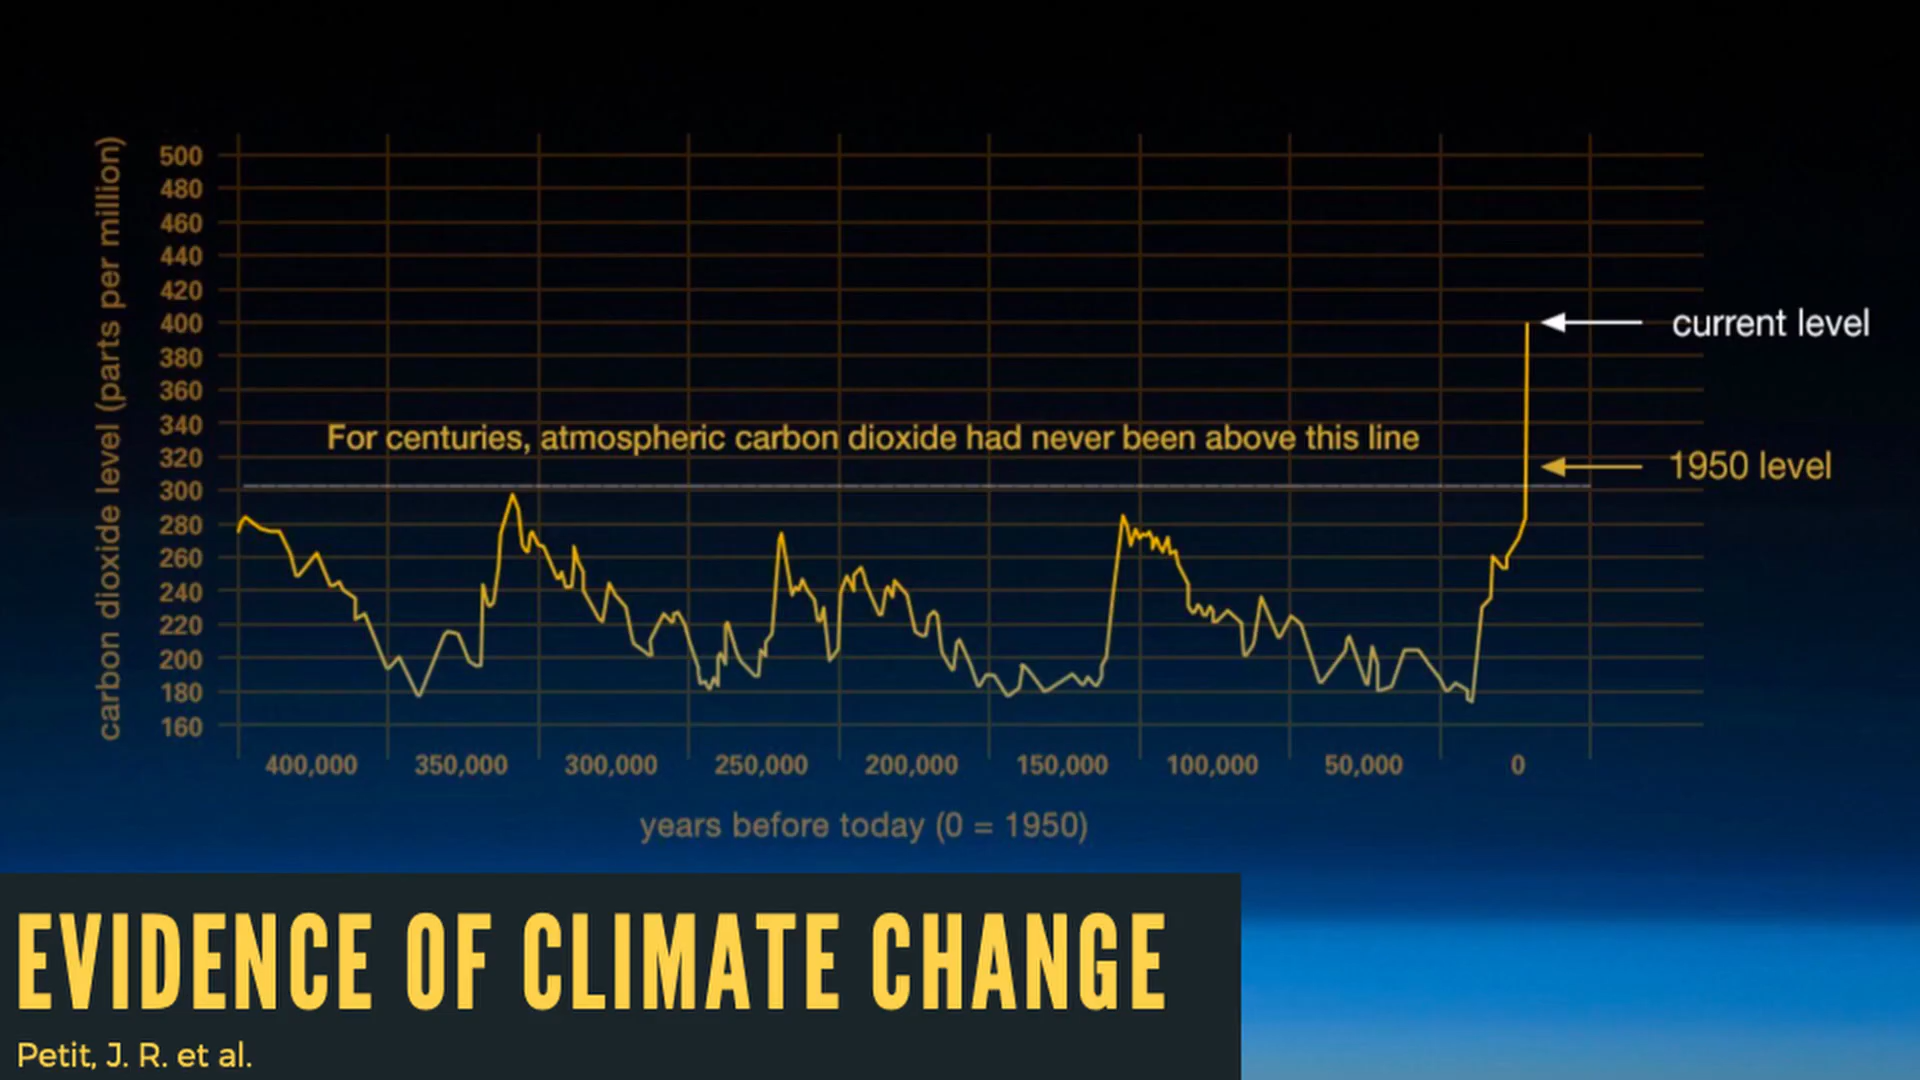 carbon dioxide level (parts per million)
500
480
460
440
420
400
380
360
340
320
300
280
260
240
220
200
180
160
For centuries, atmospheric carbon dioxide had never been above this line
current level
1950 level
400,000 350,000 300,000 250,000 200,000 150,000 100,000 50,000 0
years before today (0 = 1950)
EVIDENCE OF CLIMATE CHANGE
Petit, J. R. et al.